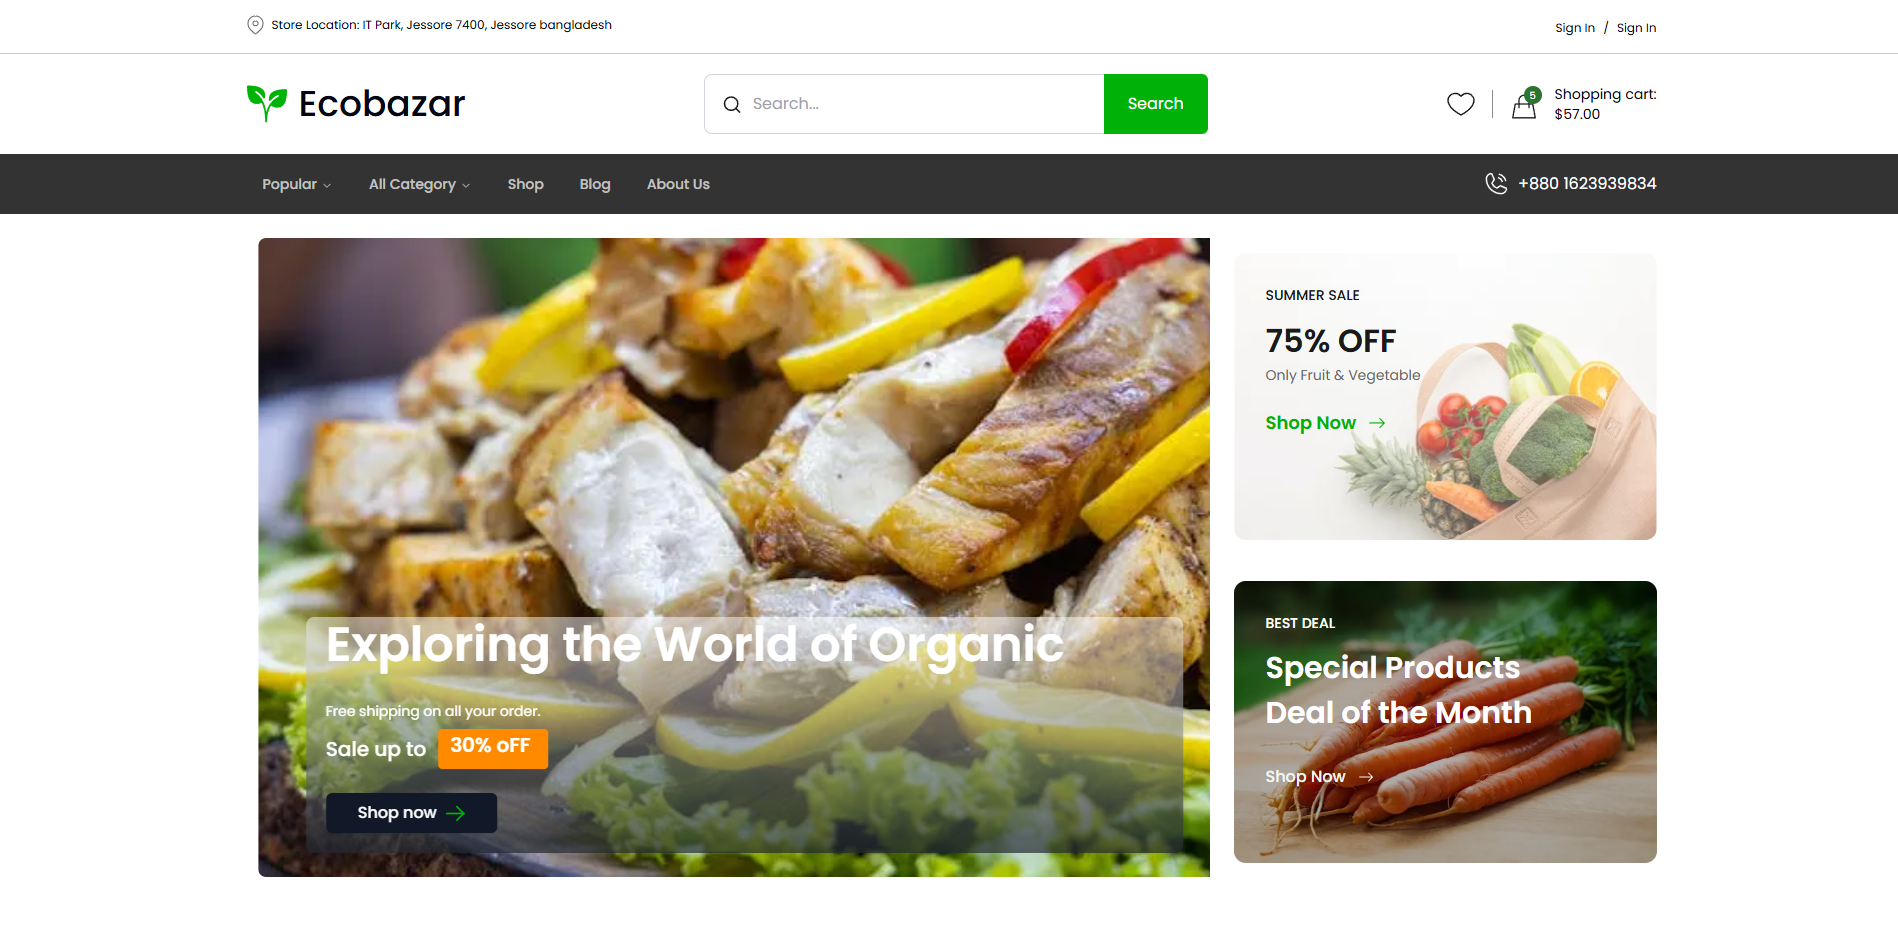 Store Location: IT Park, Jessore 7400, Jessore bangladesh
Sign In / Sign In
Ecobazar
Search...
Search
5
Shopping cart:
$57.00
Popular
All Category
Shop
Blog
About Us
+880 1623939834
Exploring the World of Organic
Free shipping on all your order.
Sale up to 30% oFF
Shop now
SUMMER SALE
75% OFF
Only Fruit & Vegetable
Shop Now
BEST DEAL
Special Products
Deal of the Month
Shop Now